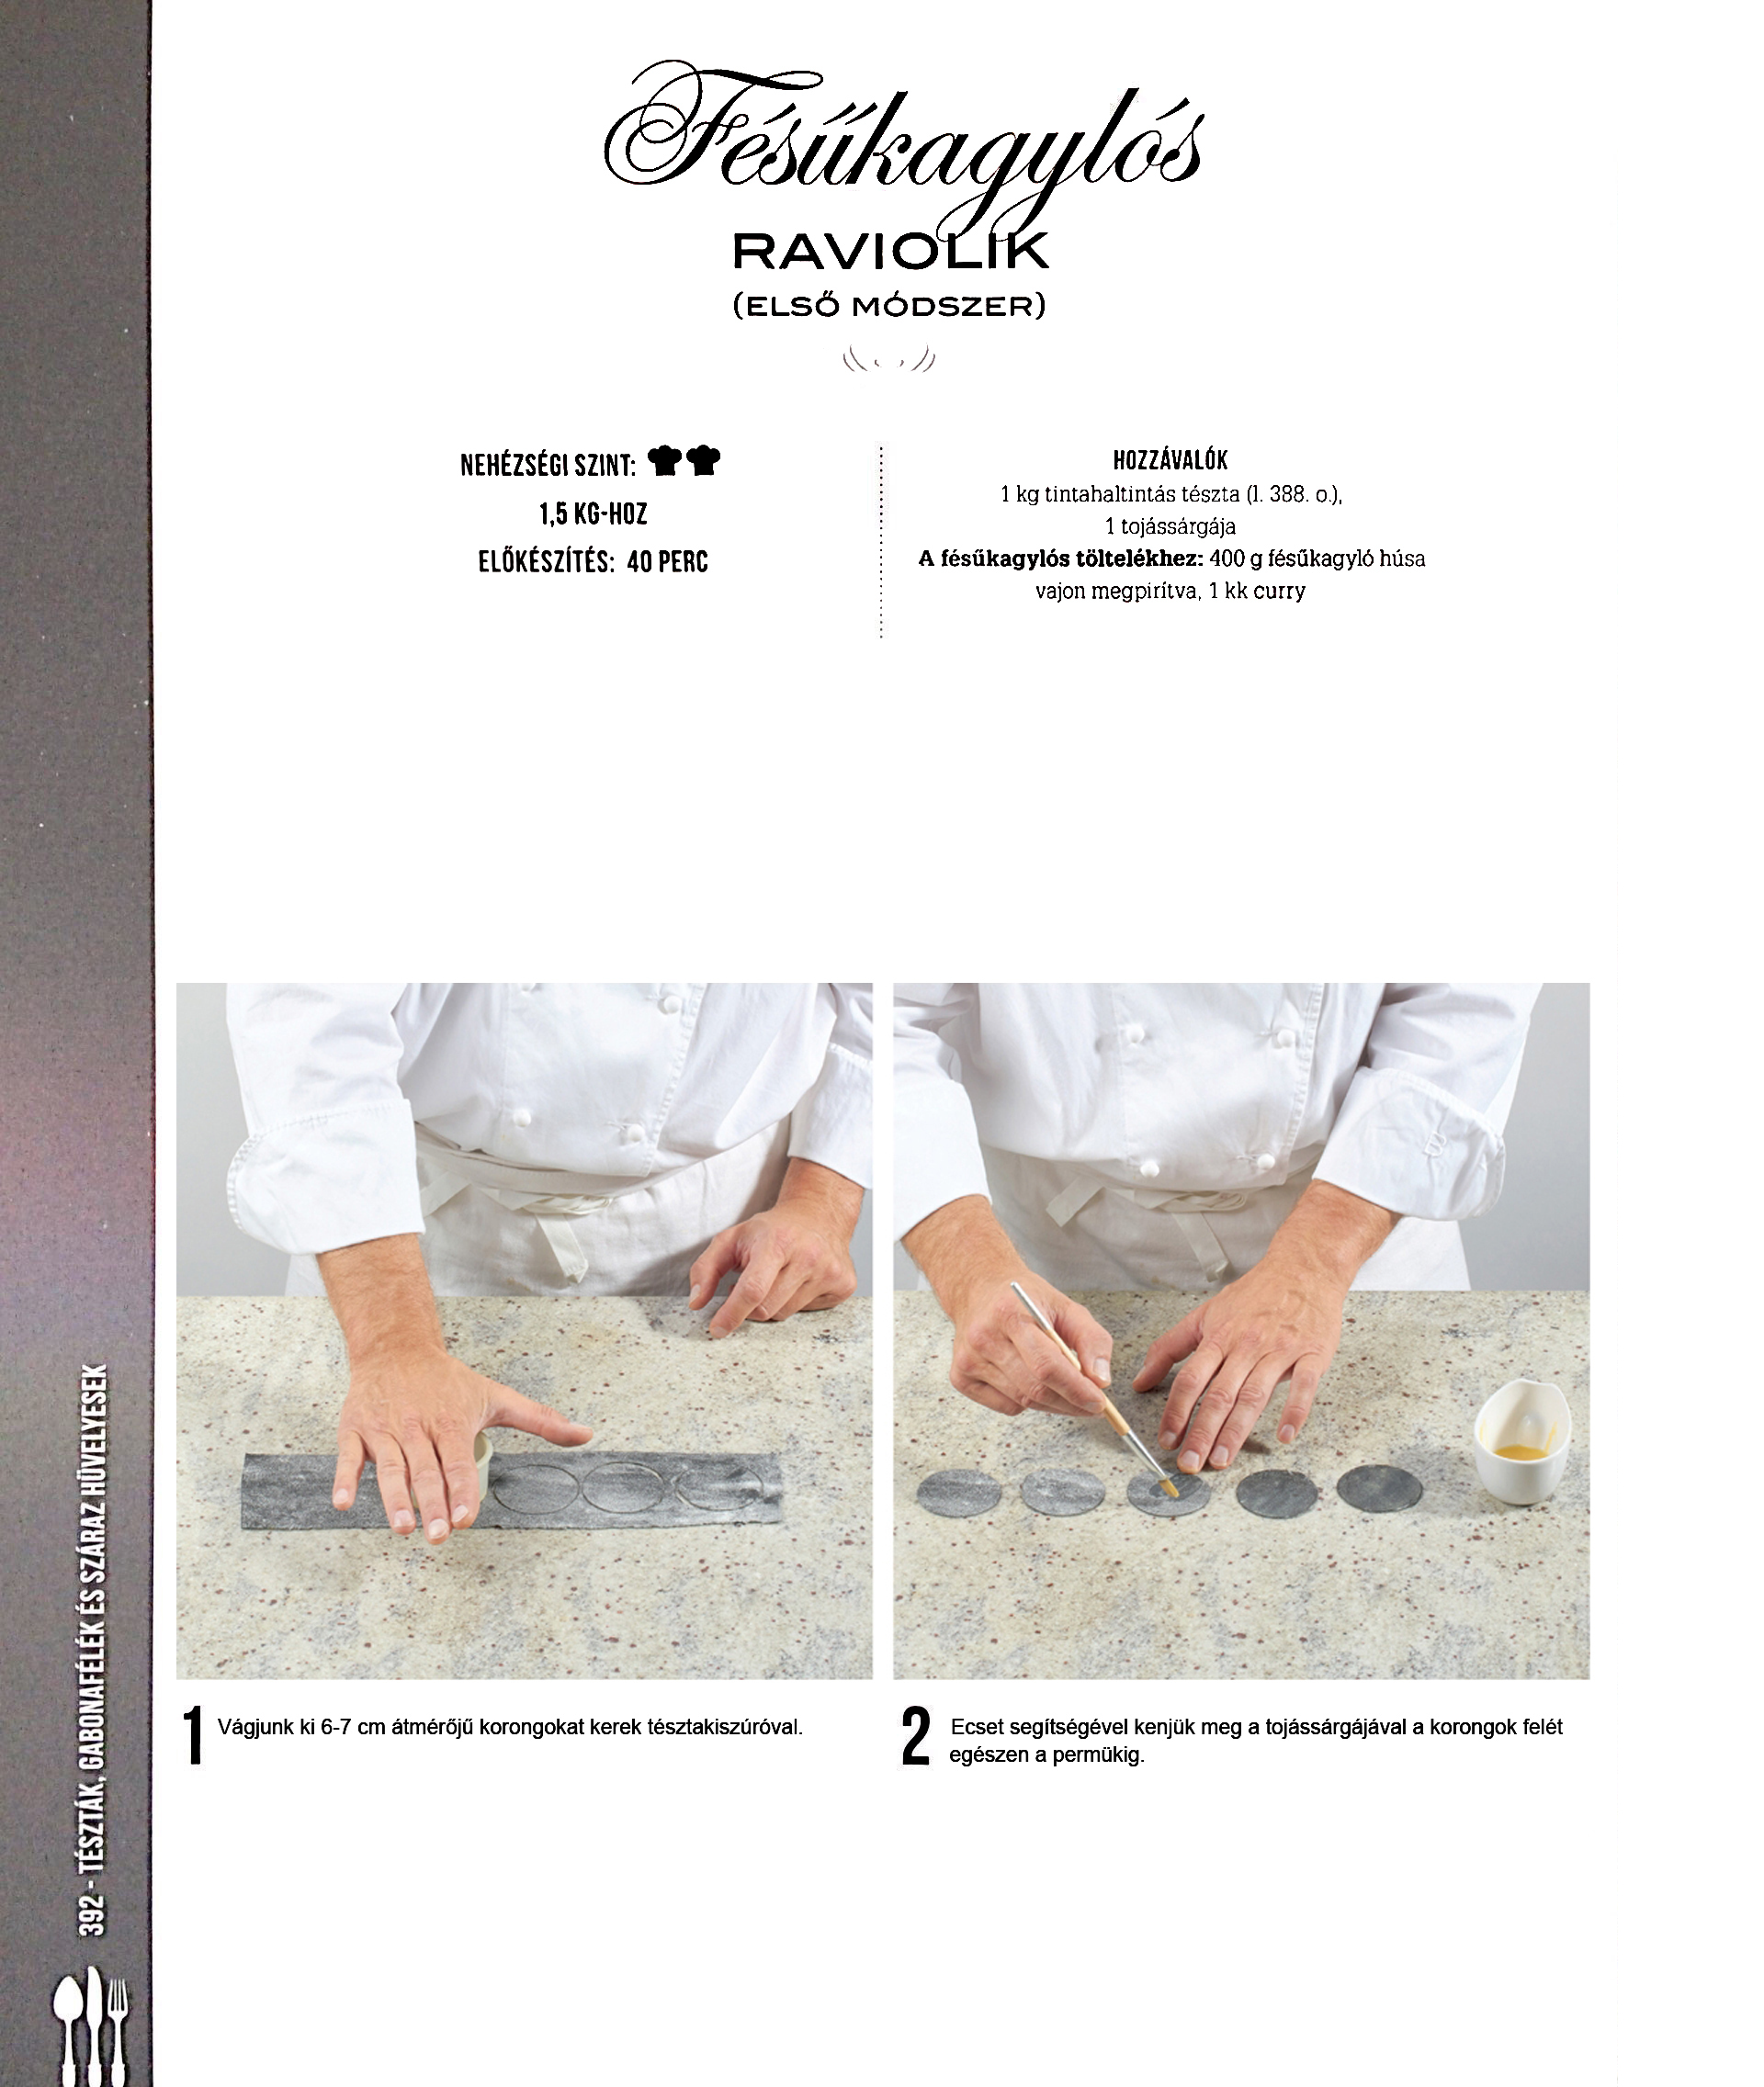 Fésűkagylós
RAVIOLIK
(ELSŐ MÓDSZER)
NEHÉZSÉGI SZINT:
1,5 KG-HOZ
ELŐKÉSZÍTÉS: 40 PERC
HOZZÁVALÓK
1 kg tintahaltintás tészta (l. 388. o.),
1 tojássárgája
A fésűkagylós töltelékhez: 400 g fésűkagyló húsa
vajon megpirítva, 1 kk curry
1 Vágjunk ki 6-7 cm átmérőjű korongokat kerek tésztakiszúróval.
2 Ecset segítségével kenjük meg a tojássárgájával a korongok felét
egészen a permükig.
392 - TÉSZTÁK, GABONAFÉLÉK ÉS SZÁRAZ HÜVELYESEK